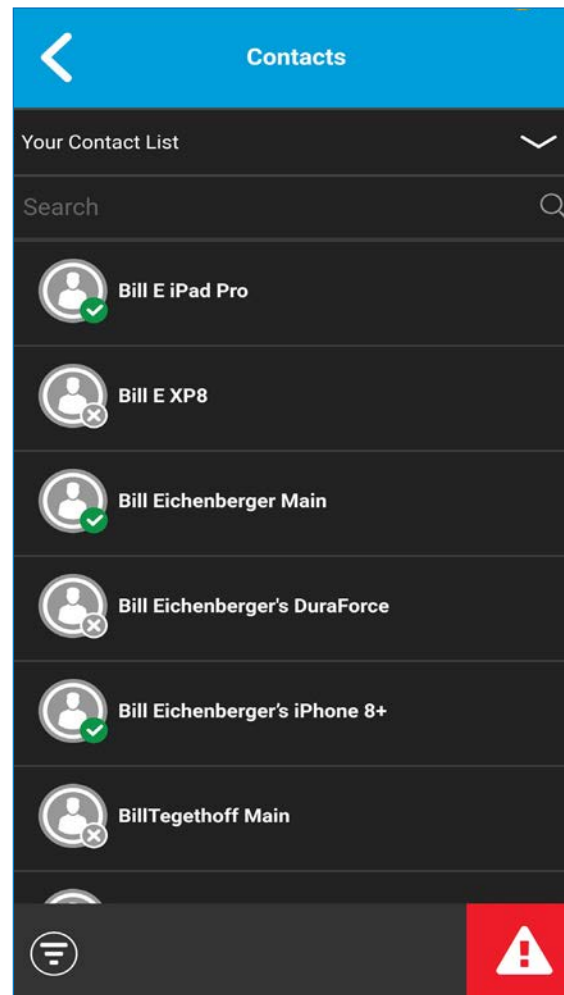 Contacts
Your Contact List
Search
Bill E iPad Pro
Bill E XP8
Bill Eichenberger Main
Bill Eichenberger's DuraForce
Bill Eichenberger’s iPhone 8+
BillTegethoff Main